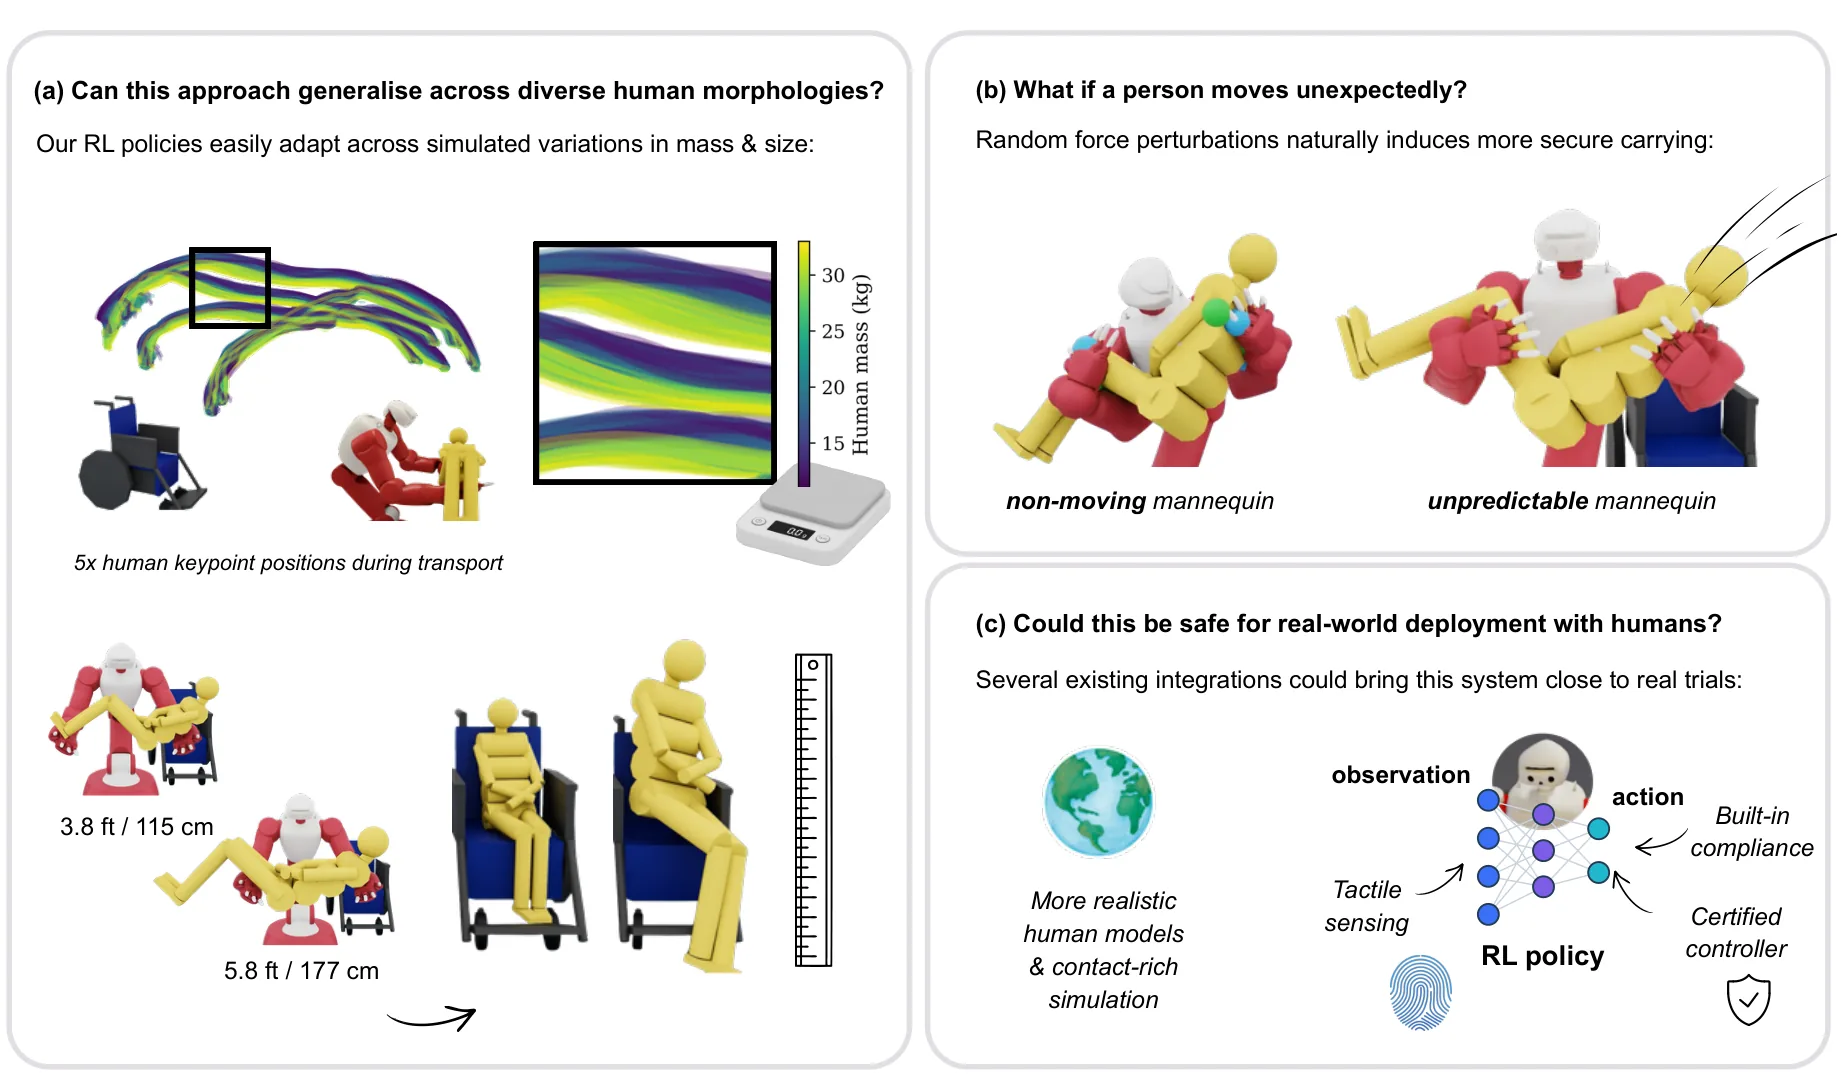 (a) Can this approach generalise across diverse human morphologies?
Our RL policies easily adapt across simulated variations in mass & size:
30
25
20
15
Human mass (kg)
0.0 g
5x human keypoint positions during transport
3.8 ft / 115 cm
5.8 ft / 177 cm
(b) What if a person moves unexpectedly?
Random force perturbations naturally induces more secure carrying:
non-moving mannequin
unpredictable mannequin
(c) Could this be safe for real-world deployment with humans?
Several existing integrations could bring this system close to real trials:
More realistic
human models
& contact-rich
simulation
observation
action
Built-in
compliance
Tactile
sensing
Certified
controller
RL policy